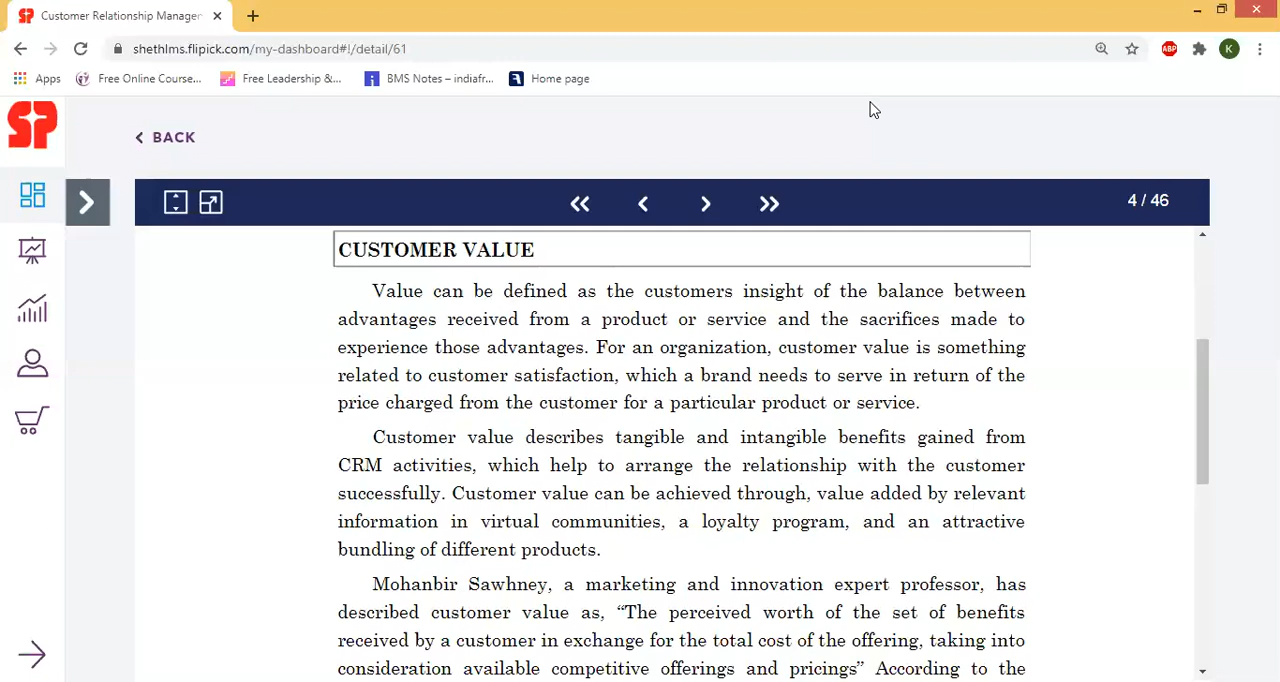 Customer Relationship Manager
shethlms.flipick.com/my-dashboard#!/detail/61
ABP
K
Apps
Free Online Course...
Free Leadership &...
i
BMS Notes – indiafr...
Home page
SP
BACK
4 / 46
CUSTOMER VALUE
Value can be defined as the customers insight of the balance between
advantages received from a product or service and the sacrifices made to
experience those advantages. For an organization, customer value is something
related to customer satisfaction, which a brand needs to serve in return of the
price charged from the customer for a particular product or service.
Customer value describes tangible and intangible benefits gained from
CRM activities, which help to arrange the relationship with the customer
successfully. Customer value can be achieved through, value added by relevant
information in virtual communities, a loyalty program, and an attractive
bundling of different products.
Mohanbir Sawhney, a marketing and innovation expert professor, has
described customer value as, “The perceived worth of the set of benefits
received by a customer in exchange for the total cost of the offering, taking into
consideration available competitive offerings and pricings” According to the